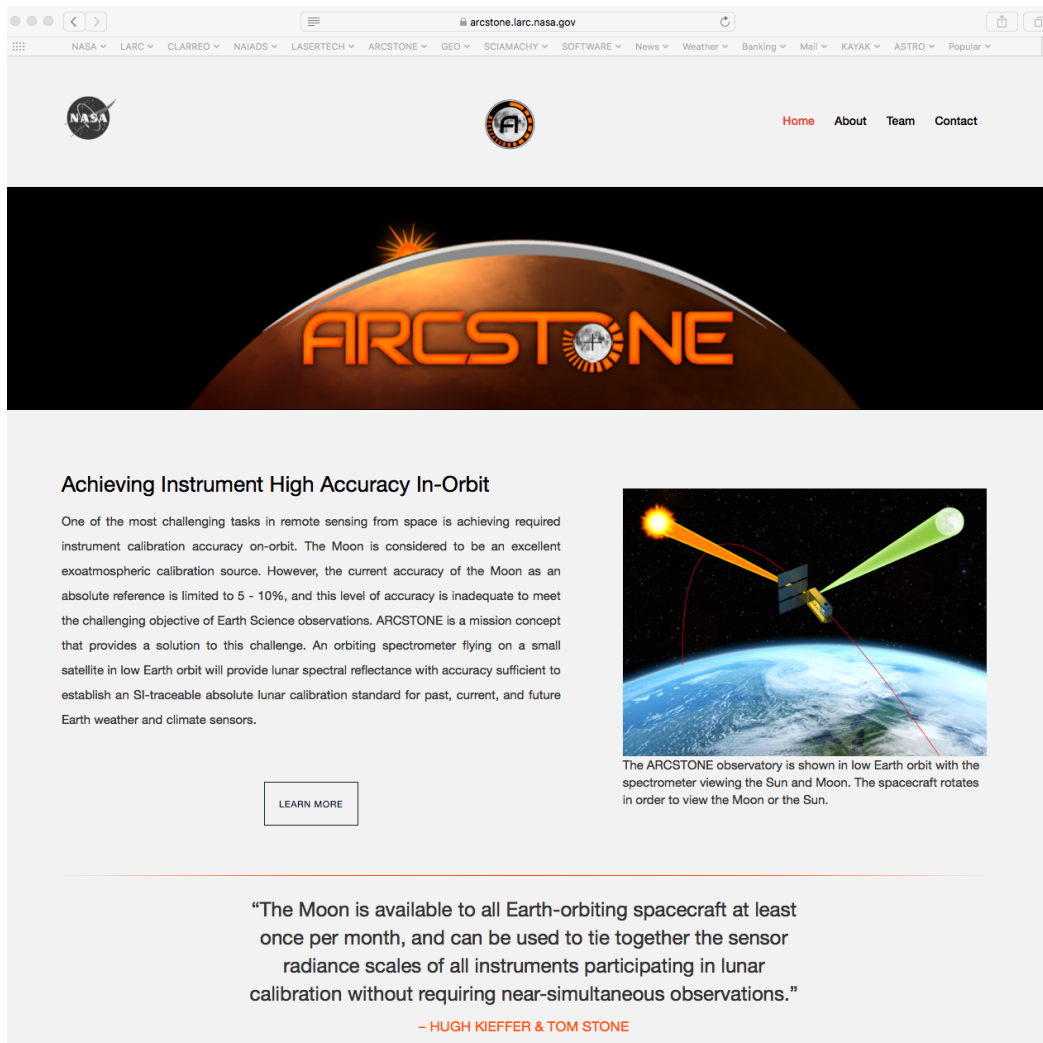 arcstone.larc.nasa.gov
NASA LARC CLARREO NAIADS LASERTECH ARCSTONE GEO SCIAMACHY SOFTWARE News Weather Banking Mail KAYAK ASTRO Popular
NASA
A
Home About Team Contact
ARCSTONE
Achieving Instrument High Accuracy In-Orbit
One of the most challenging tasks in remote sensing from space is achieving required
instrument calibration accuracy on-orbit. The Moon is considered to be an excellent
exoatmospheric calibration source. However, the current accuracy of the Moon as an
absolute reference is limited to 5 - 10%, and this level of accuracy is inadequate to meet
the challenging objective of Earth Science observations. ARCSTONE is a mission concept
that provides a solution to this challenge. An orbiting spectrometer flying on a small
satellite in low Earth orbit will provide lunar spectral reflectance with accuracy sufficient to
establish an SI-traceable absolute lunar calibration standard for past, current, and future
Earth weather and climate sensors.
LEARN MORE
The ARCSTONE observatory is shown in low Earth orbit with the
spectrometer viewing the Sun and Moon. The spacecraft rotates
in order to view the Moon or the Sun.
“The Moon is available to all Earth-orbiting spacecraft at least
once per month, and can be used to tie together the sensor
radiance scales of all instruments participating in lunar
calibration without requiring near-simultaneous observations.”
– HUGH KIEFFER & TOM STONE